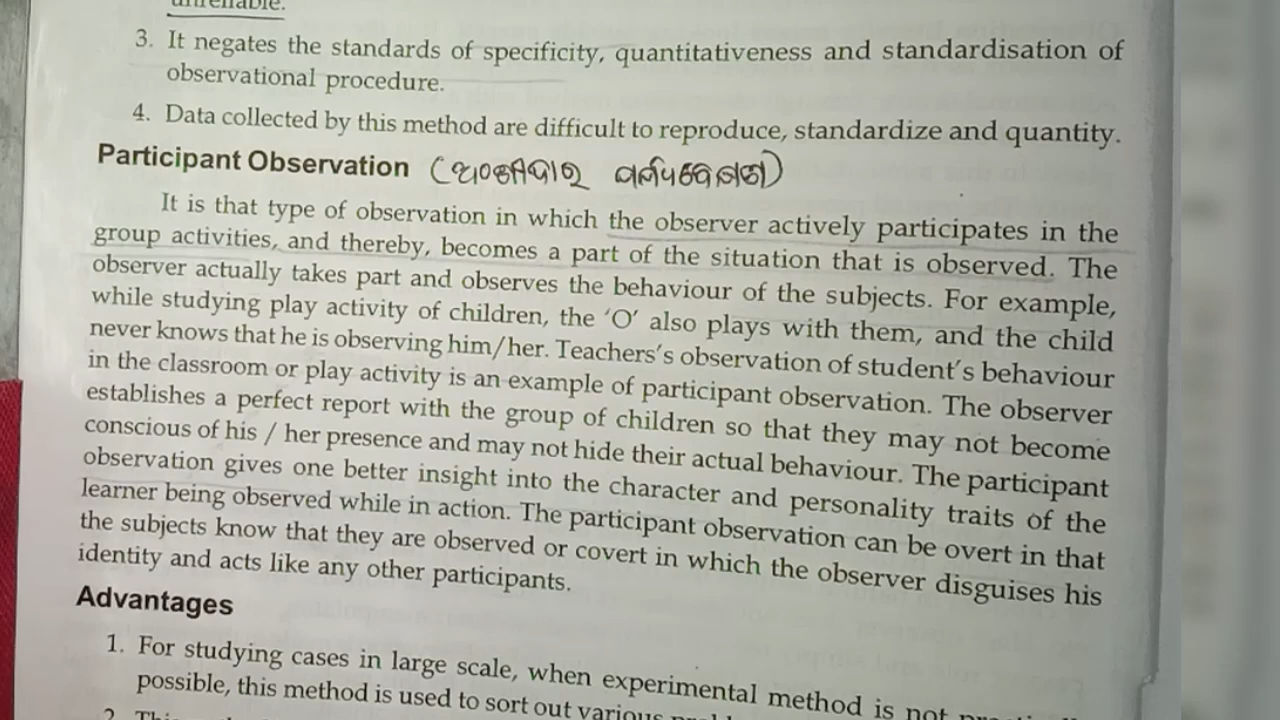 unreliable.
3. It negates the standards of specificity, quantitativeness and standardisation of
observational procedure.
4. Data collected by this method are difficult to reproduce, standardize and quantity.
Participant Observation
It is that type of observation in which the observer actively participates in the
group activities, and thereby, becomes a part of the situation that is observed. The
observer actually takes part and observes the behaviour of the subjects. For example,
while studying play activity of children, the ‘O’ also plays with them, and the child
never knows that he is observing him/her. Teachers’s observation of student’s behaviour
in the classroom or play activity is an example of participant observation. The observer
establishes a perfect report with the group of children so that they may not become
conscious of his / her presence and may not hide their actual behaviour. The participant
observation gives one better insight into the character and personality traits of the
learner being observed while in action. The participant observation can be overt in that
the subjects know that they are observed or covert in which the observer disguises his
identity and acts like any other participants.
Advantages
1. For studying cases in large scale, when experimental method is not
possible, this method is used to sort out various
2. This